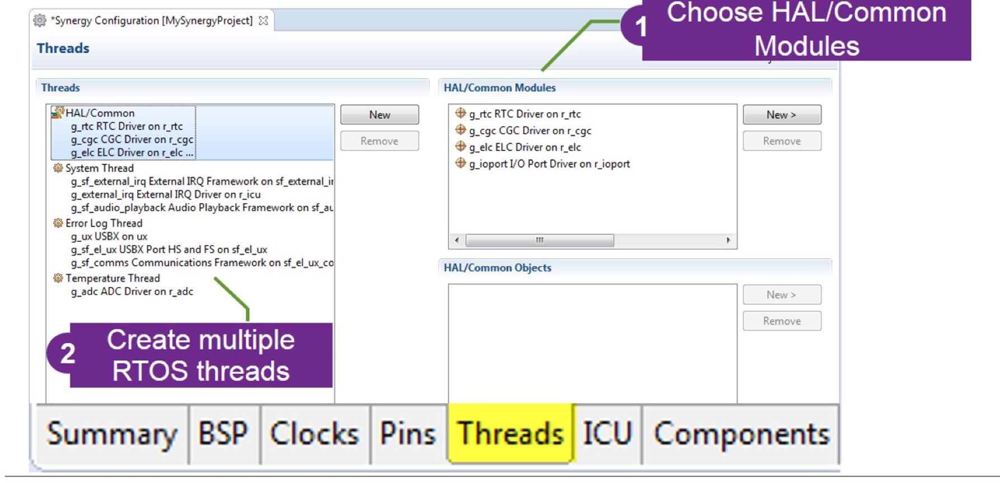 *Synergy Configuration [MySynergyProject]
1
Choose HAL/Common
Modules
Threads
Threads
HAL/Common
g_rtc RTC Driver on r_rtc
g_cgc CGC Driver on r_cgc
g_elc ELC Driver on r_elc ...
System Thread
g_sf_external_irq External IRQ Framework on sf_external_ir
g_external_irq External IRQ Driver on r_icu
g_sf_audio_playback Audio Playback Framework on sf_au
Error Log Thread
g_ux USBX on ux
g_sf_el_ux USBX Port HS and FS on sf_el_ux
g_sf_comms Communications Framework on sf_el_ux_co
Temperature Thread
g_adc ADC Driver on r_adc
New
Remove
2
Create multiple
RTOS threads
HAL/Common Modules
g_rtc RTC Driver on r_rtc
g_cgc CGC Driver on r_cgc
g_elc ELC Driver on r_elc
g_ioport I/O Port Driver on r_ioport
New >
Remove
HAL/Common Objects
New >
Remove
Summary
BSP
Clocks
Pins
Threads
ICU
Components